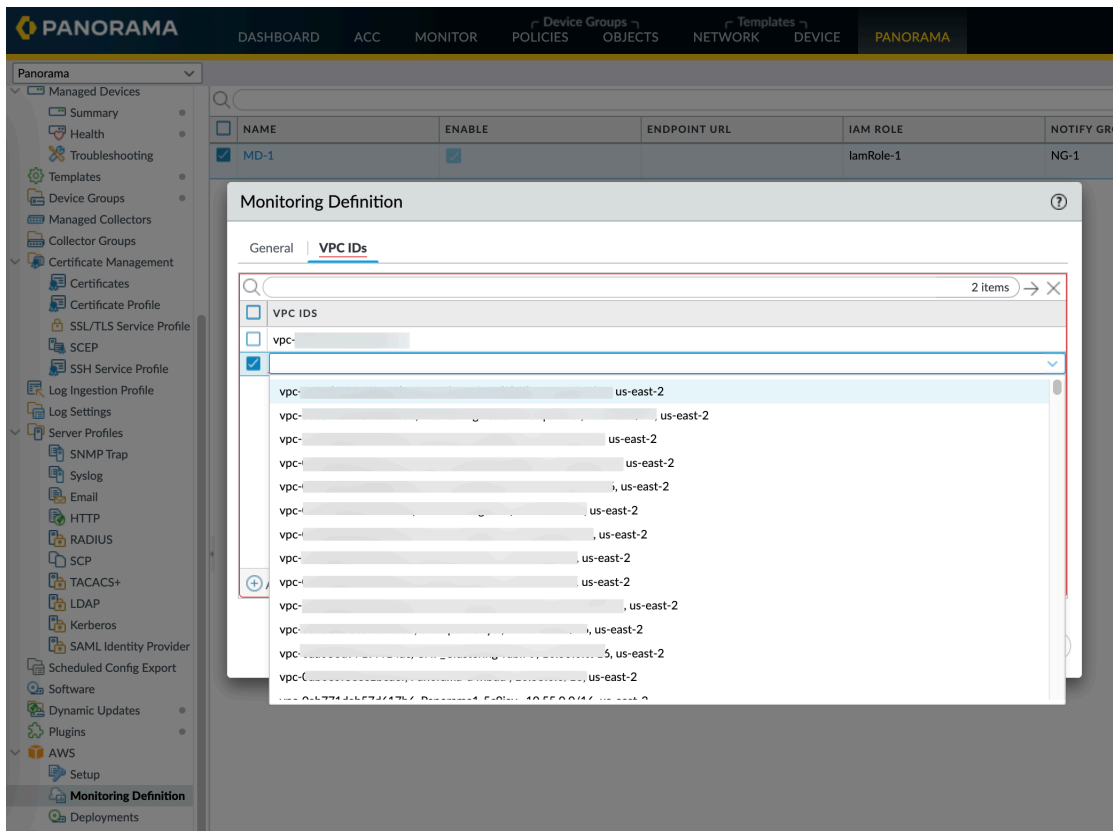 PANORAMA
Device Groups
Templates
DASHBOARD ACC MONITOR POLICIES OBJECTS NETWORK DEVICE PANORAMA
Panorama
Managed Devices
Summary
Health
Troubleshooting
Templates
Device Groups
Managed Collectors
Collector Groups
Certificate Management
Certificates
Certificate Profile
SSL/TLS Service Profile
SCEP
SSH Service Profile
Log Ingestion Profile
Log Settings
Server Profiles
SNMP Trap
Syslog
Email
HTTP
RADIUS
SCP
TACACS+
LDAP
Kerberos
SAML Identity Provider
Scheduled Config Export
Software
Dynamic Updates
Plugins
AWS
Setup
Monitoring Definition
Deployments
NAME ENABLE ENDPOINT URL IAM ROLE NOTIFY GR
MD-1 IamRole-1 NG-1
Monitoring Definition
General VPC IDs
2 items
VPC IDS
vpc-
vpc- us-east-2
vpc- , us-east-2
vpc- us-east-2
vpc- us-east-2
vpc- , us-east-2
vpc- , us-east-2
vpc- , us-east-2
vpc- , us-east-2
vpc- us-east-2
vpc- , us-east-2
vpc- , us-east-2
vpc- 6, us-east-2
vpc- us-east-2